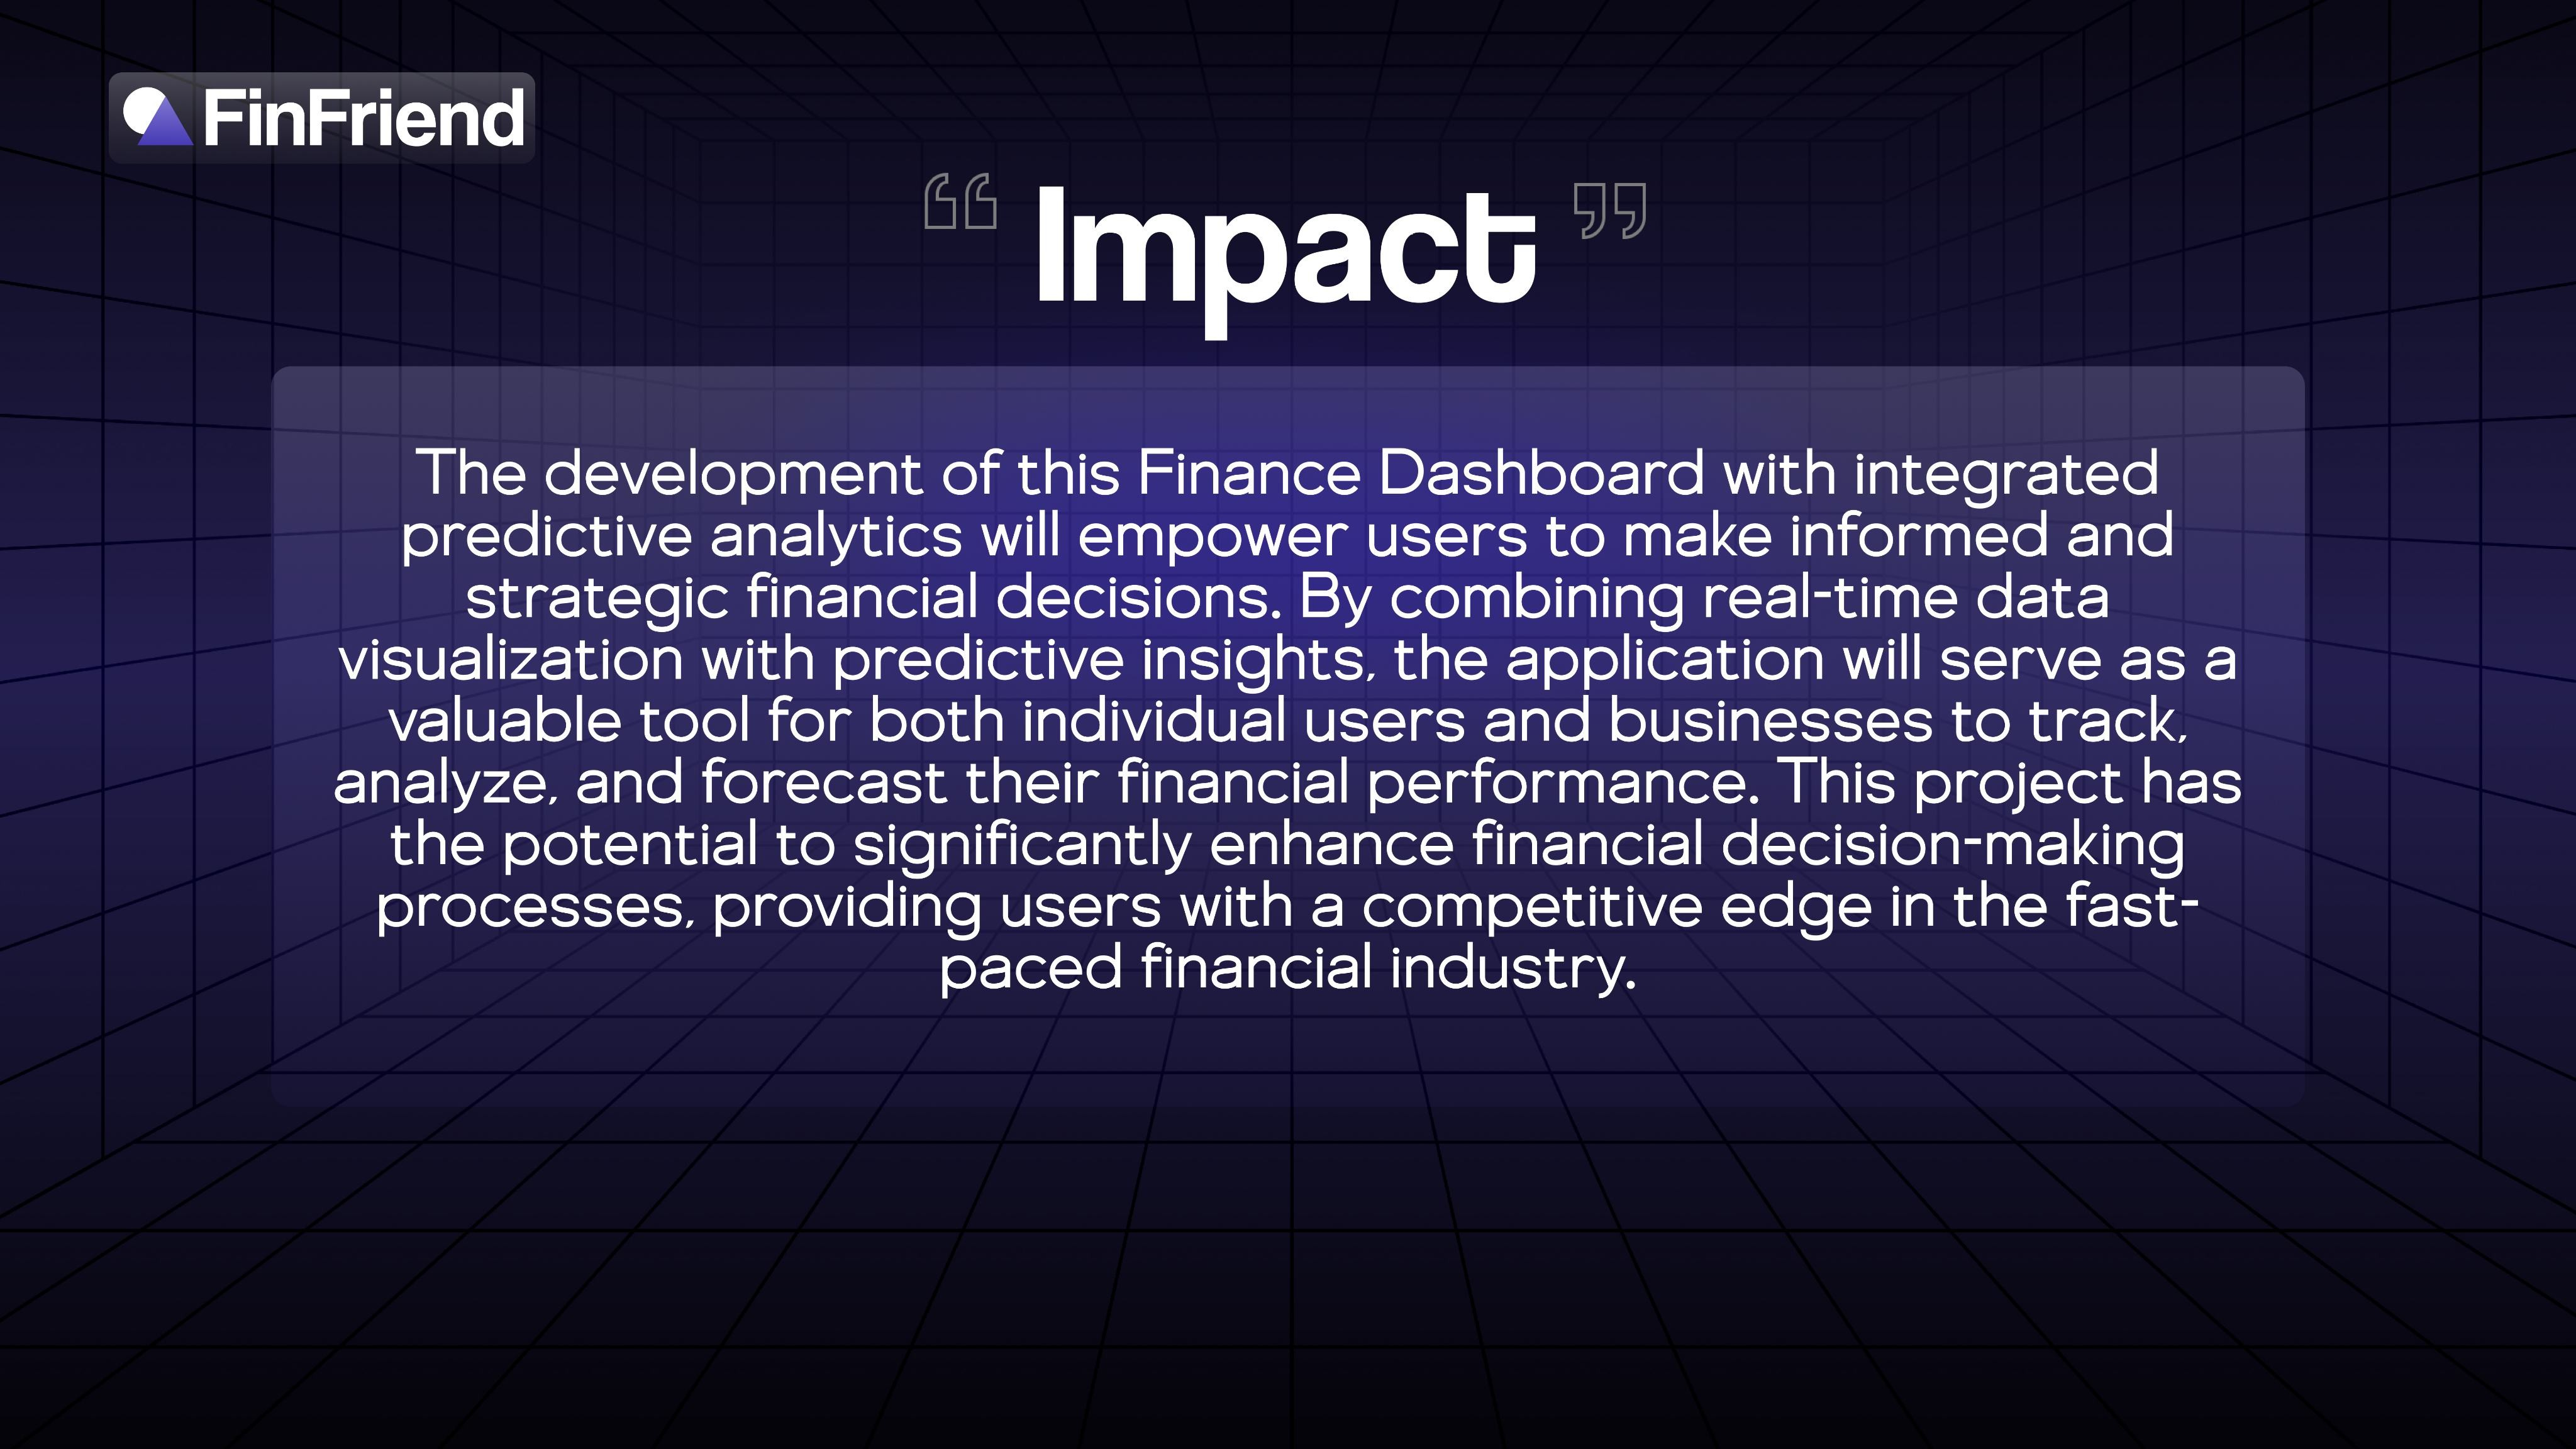 FinFriend
“ Impact ”
The development of this Finance Dashboard with integrated
predictive analytics will empower users to make informed and
strategic financial decisions. By combining real-time data
visualization with predictive insights, the application will serve as a
valuable tool for both individual users and businesses to track,
analyze, and forecast their financial performance. This project has
the potential to significantly enhance financial decision-making
processes, providing users with a competitive edge in the fast-
paced financial industry.